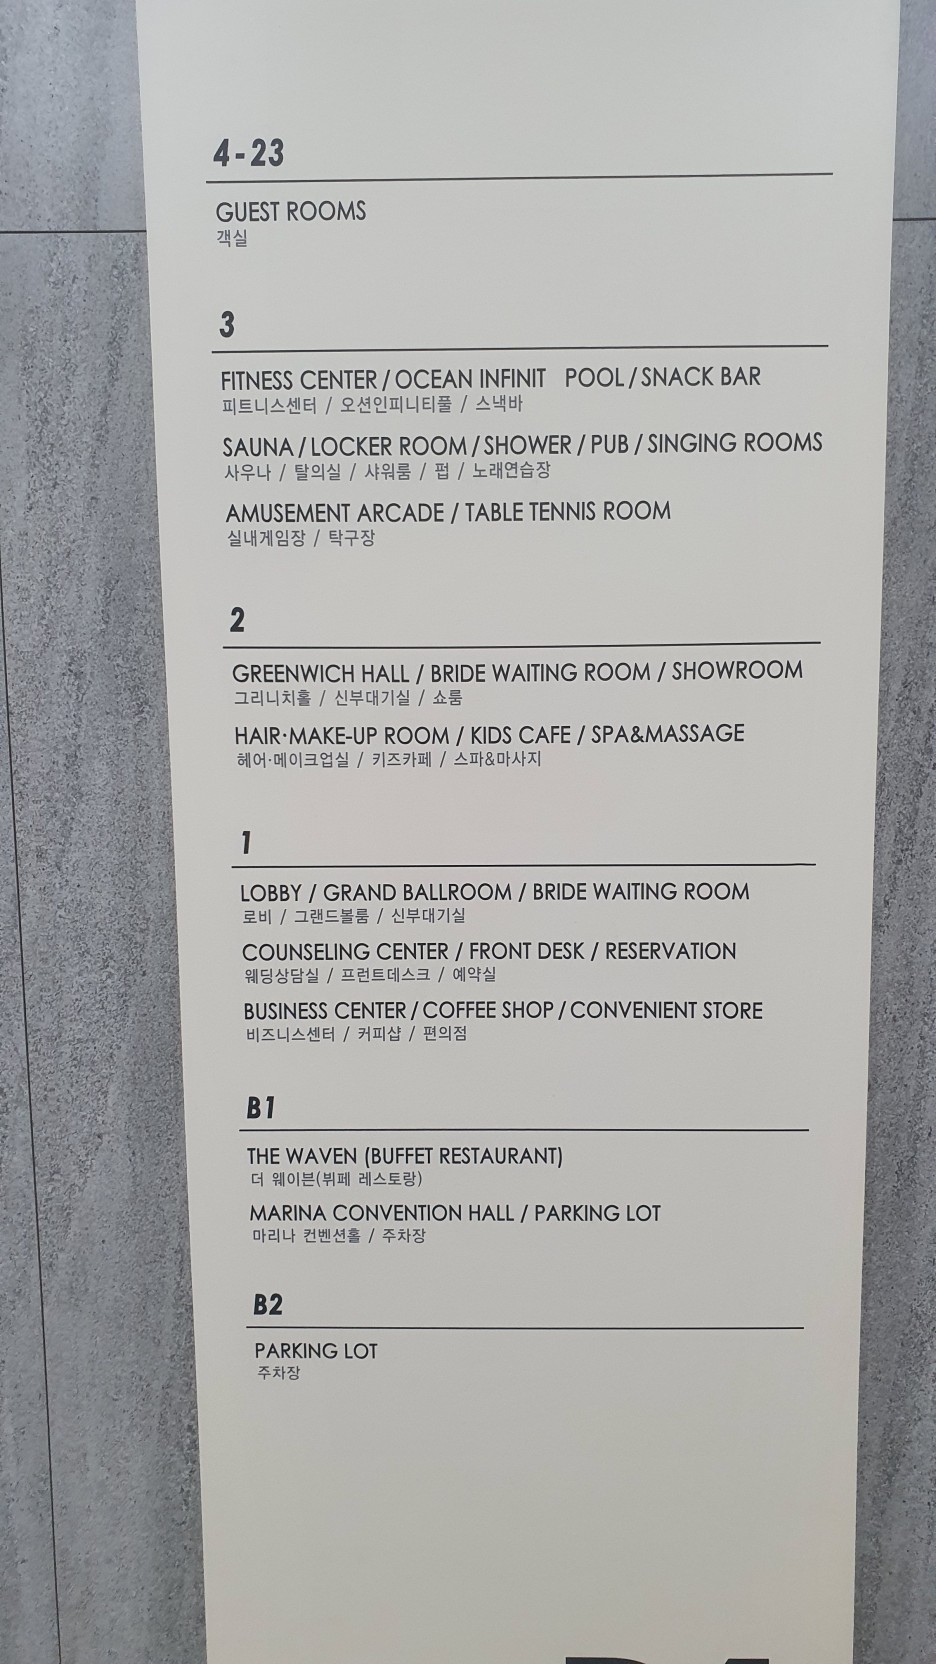 4-23
GUEST ROOMS
객실
3
FITNESS CENTER / OCEAN INFINIT POOL / SNACK BAR
피트니스센터 / 오션인피니티풀 / 스낵바
SAUNA / LOCKER ROOM / SHOWER / PUB / SINGING ROOMS
사우나 / 탈의실 / 샤워룸 / 펍 / 노래연습장
AMUSEMENT ARCADE / TABLE TENNIS ROOM
실내게임장 / 탁구장
2
GREENWICH HALL / BRIDE WAITING ROOM / SHOWROOM
그리니치홀 / 신부대기실 / 쇼룸
HAIR·MAKE-UP ROOM / KIDS CAFE / SPA&MASSAGE
헤어·메이크업실 / 키즈카페 / 스파&마사지
1
LOBBY / GRAND BALLROOM / BRIDE WAITING ROOM
로비 / 그랜드볼룸 / 신부대기실
COUNSELING CENTER / FRONT DESK / RESERVATION
웨딩상담실 / 프런트데스크 / 예약실
BUSINESS CENTER / COFFEE SHOP / CONVENIENT STORE
비즈니스센터 / 커피샵 / 편의점
B1
THE WAVEN (BUFFET RESTAURANT)
더 웨이븐(뷔페 레스토랑)
MARINA CONVENTION HALL / PARKING LOT
마리나 컨벤션홀 / 주차장
B2
PARKING LOT
주차장